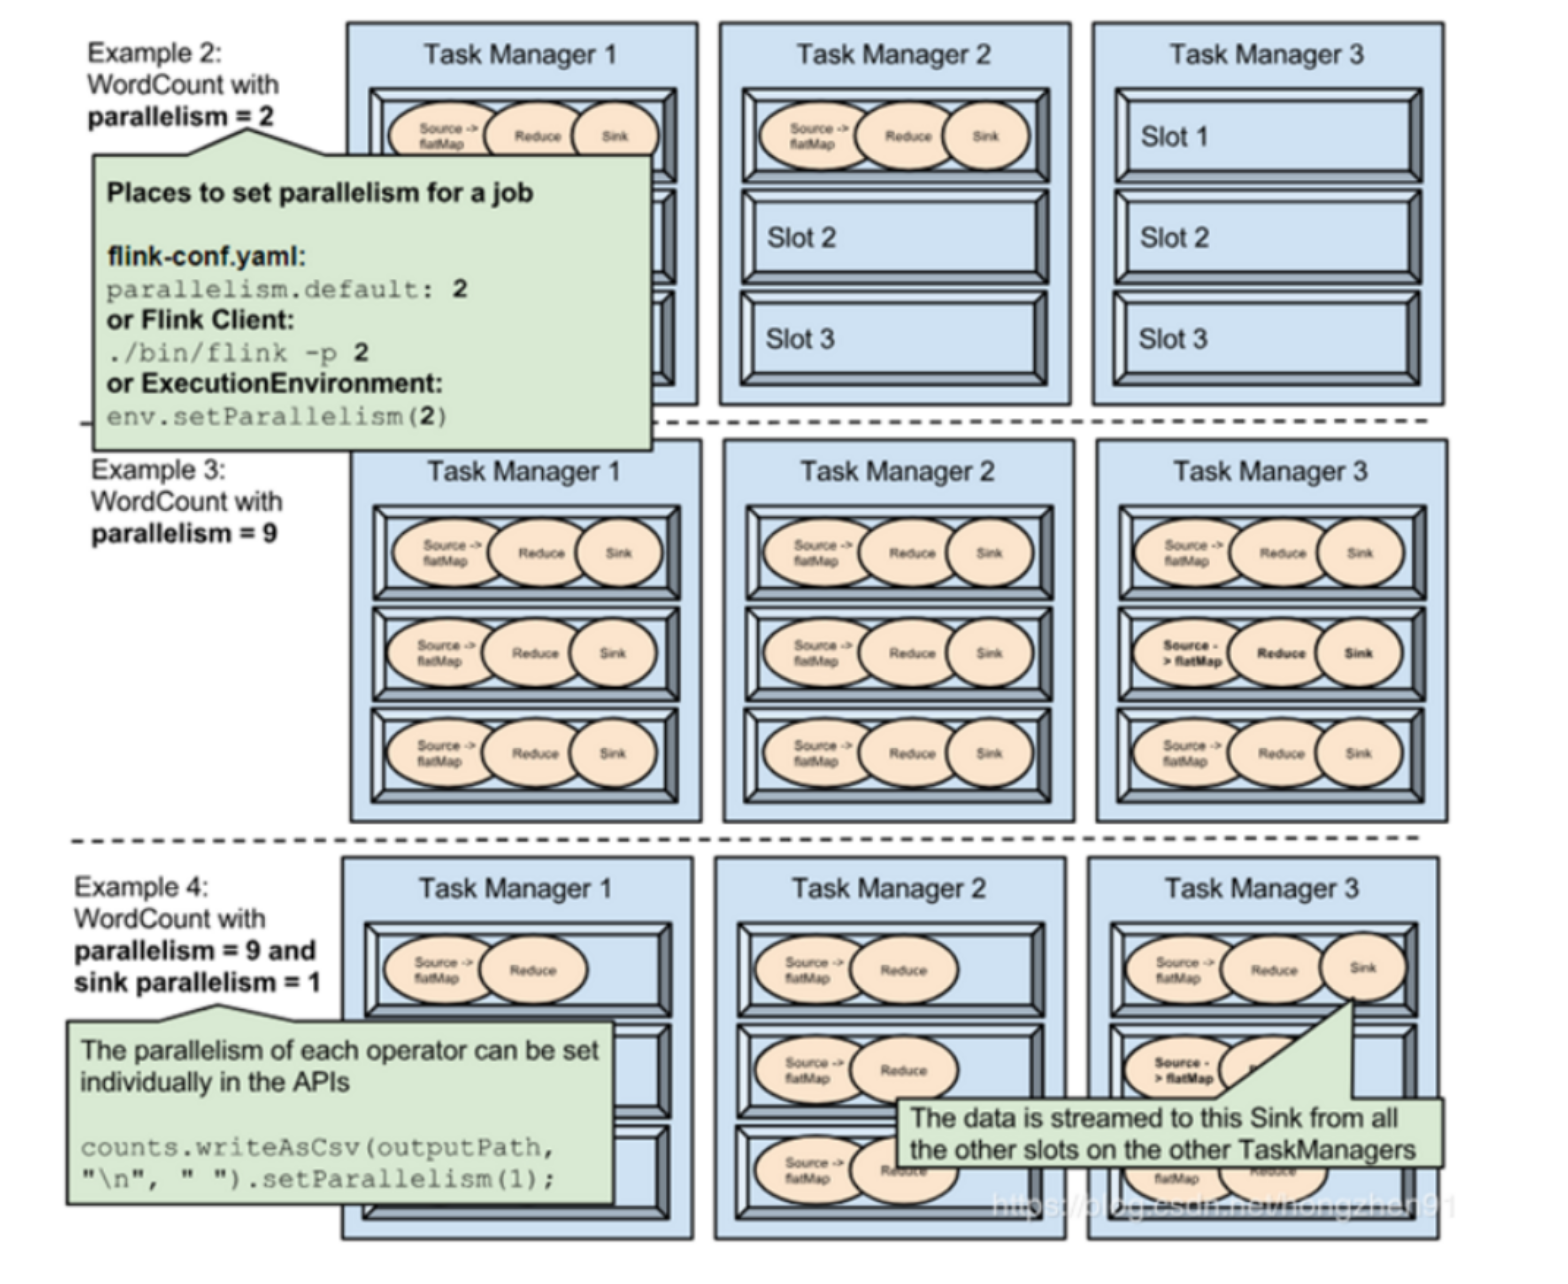 Example 2:
WordCount with
parallelism = 2
Task Manager 1
Source ->
flatMap
Reduce
Sink
Task Manager 2
Source ->
flatMap
Reduce
Sink
Slot 2
Slot 3
Task Manager 3
Slot 1
Slot 2
Slot 3
Places to set parallelism for a job
flink-conf.yaml:
parallelism.default: 2
or Flink Client:
./bin/flink -p 2
or ExecutionEnvironment:
env.setParallelism(2)
Example 3:
WordCount with
parallelism = 9
Task Manager 1
Source ->
flatMap
Reduce
Sink
Source ->
flatMap
Reduce
Sink
Source ->
flatMap
Reduce
Sink
Task Manager 2
Source ->
flatMap
Reduce
Sink
Source ->
flatMap
Reduce
Sink
Source ->
flatMap
Reduce
Sink
Task Manager 3
Source ->
flatMap
Reduce
Sink
Source -
> flatMap
Reduce
Sink
Source ->
flatMap
Reduce
Sink
Example 4:
WordCount with
parallelism = 9 and
sink parallelism = 1
Task Manager 1
Source ->
flatMap
Reduce
The parallelism of each operator can be set
individually in the APIs
counts.writeAsCsv(outputPath,
"\n", " ").setParallelism(1);
Task Manager 2
Source ->
flatMap
Reduce
Source ->
flatMap
Reduce
Source ->
flatMap
Reduce
Task Manager 3
Source ->
flatMap
Reduce
Sink
Source -
> flatMap
The data is streamed to this Sink from all
the other slots on the other TaskManagers
flatMap
Reduce
https://blog.csdn.net/hongzhen91